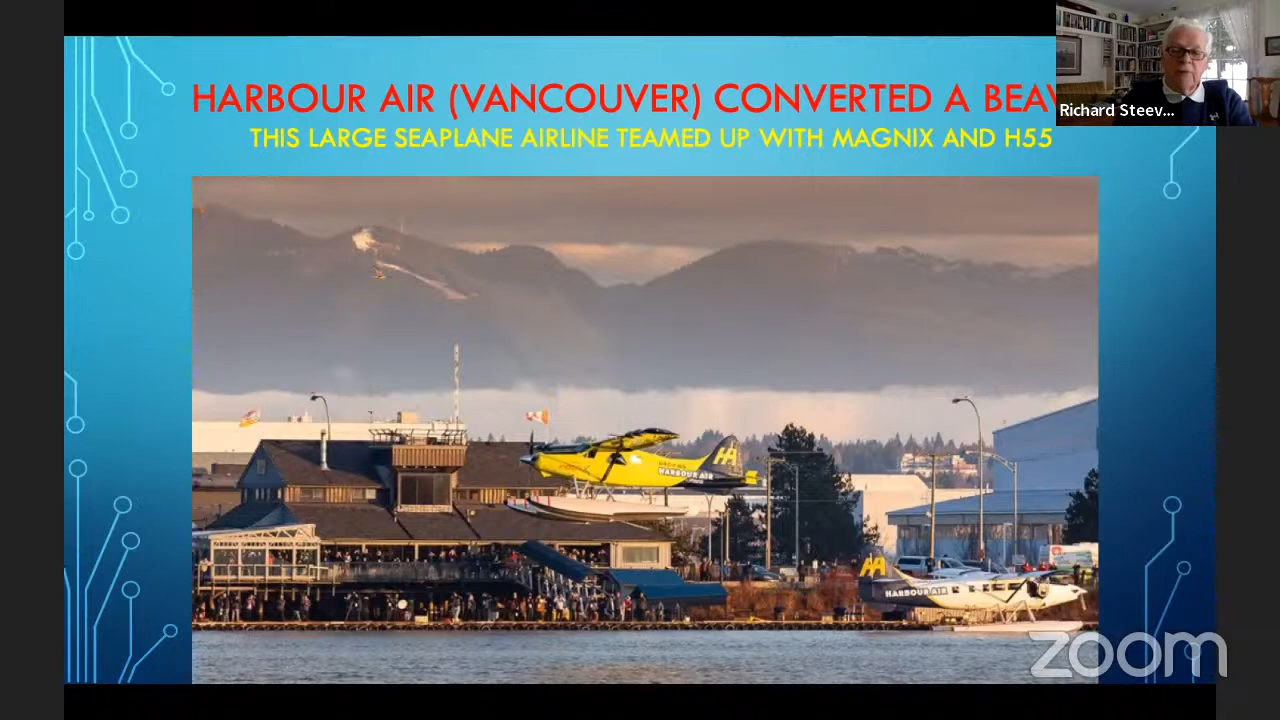 HARBOUR AIR (VANCOUVER) CONVERTED A BEAV
THIS LARGE SEAPLANE AIRLINE TEAMED UP WITH MAGNIX AND H55
Richard Steev...
HARBOUR AIR
HARBOUR AIR
zoom